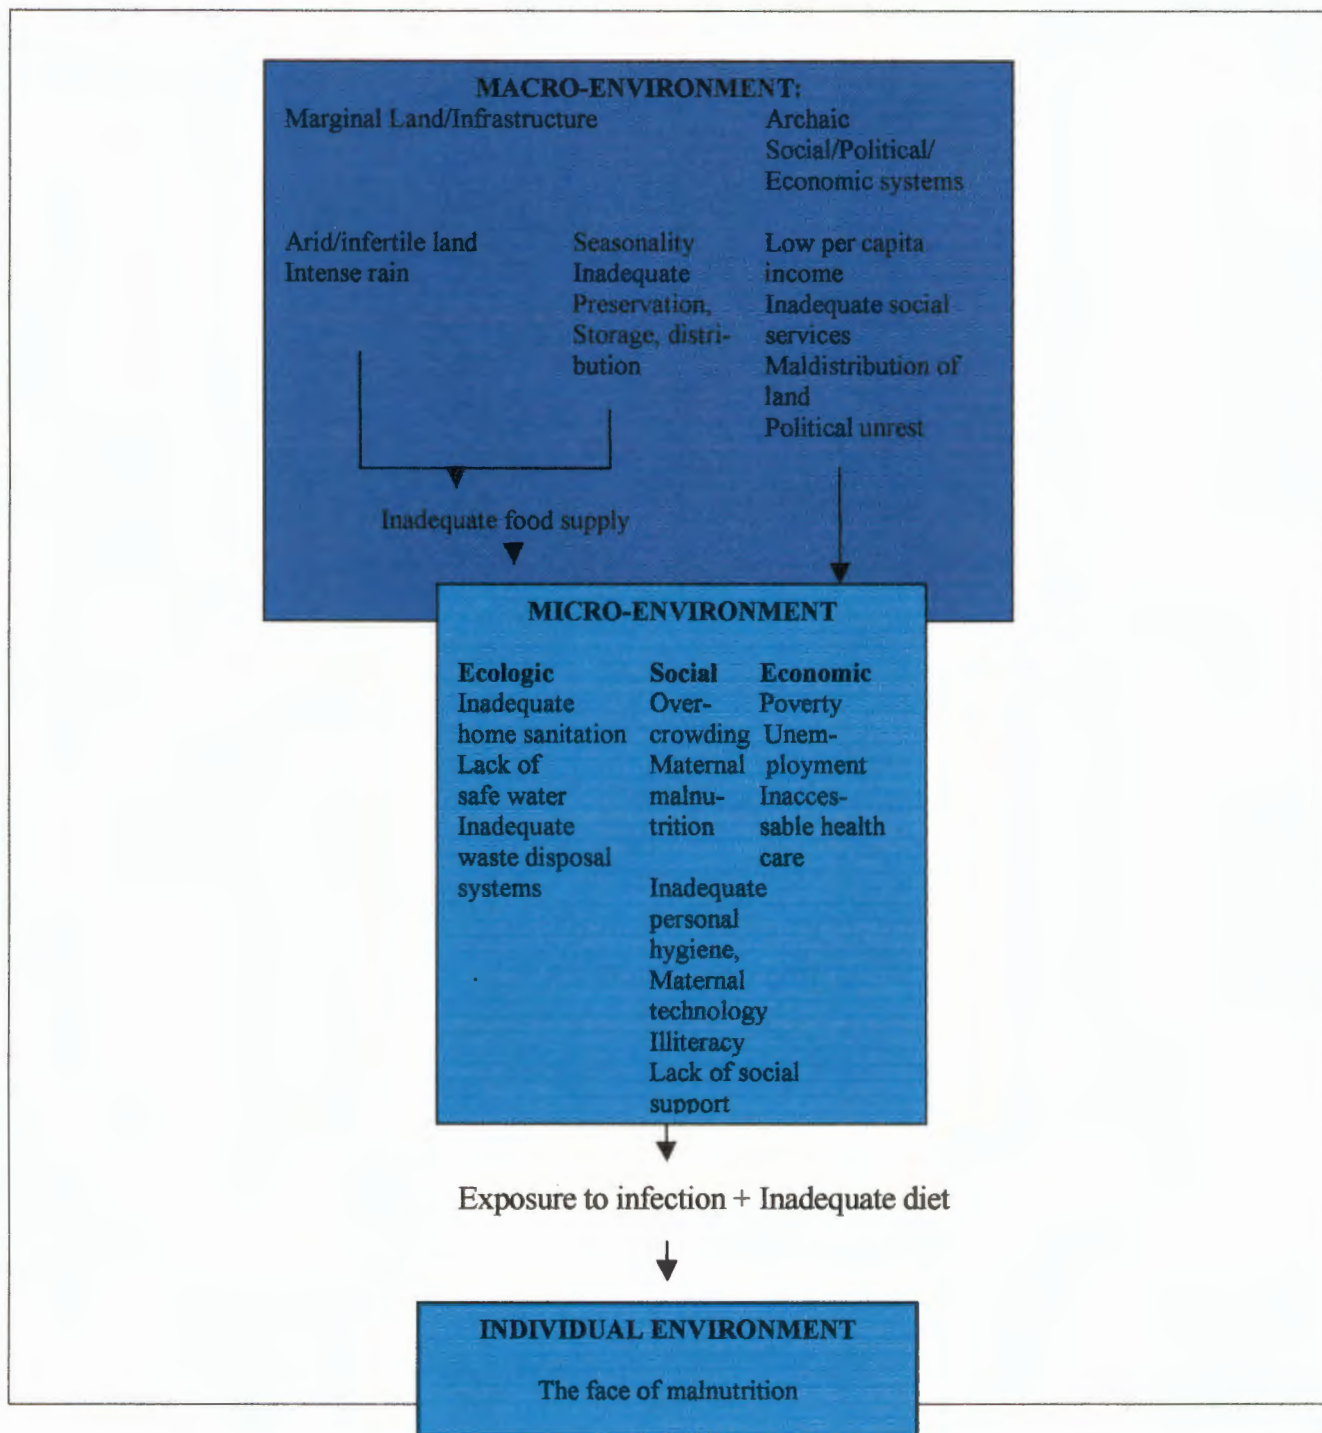 MACRO-ENVIRONMENT:
Marginal Land/Infrastructure
Archaic
Social/Political/
Economic systems
Arid/infertile land
Intense rain
Seasonality
Inadequate
Preservation,
Storage, distri-
bution
Low per capita
income
Inadequate social
services
Maldistribution of
land
Political unrest
Inadequate food supply
MICRO-ENVIRONMENT
Ecologic
Inadequate
home sanitation
Lack of
safe water
Inadequate
waste disposal
systems
Social
Over-
crowding
Maternal
malnu-
trition
Inadequate
personal
hygiene,
Maternal
technology
Illiteracy
Lack of social
support
Economic
Poverty
Unem-
ployment
Inacces-
sable health
care
Exposure to infection + Inadequate diet
INDIVIDUAL ENVIRONMENT
The face of malnutrition